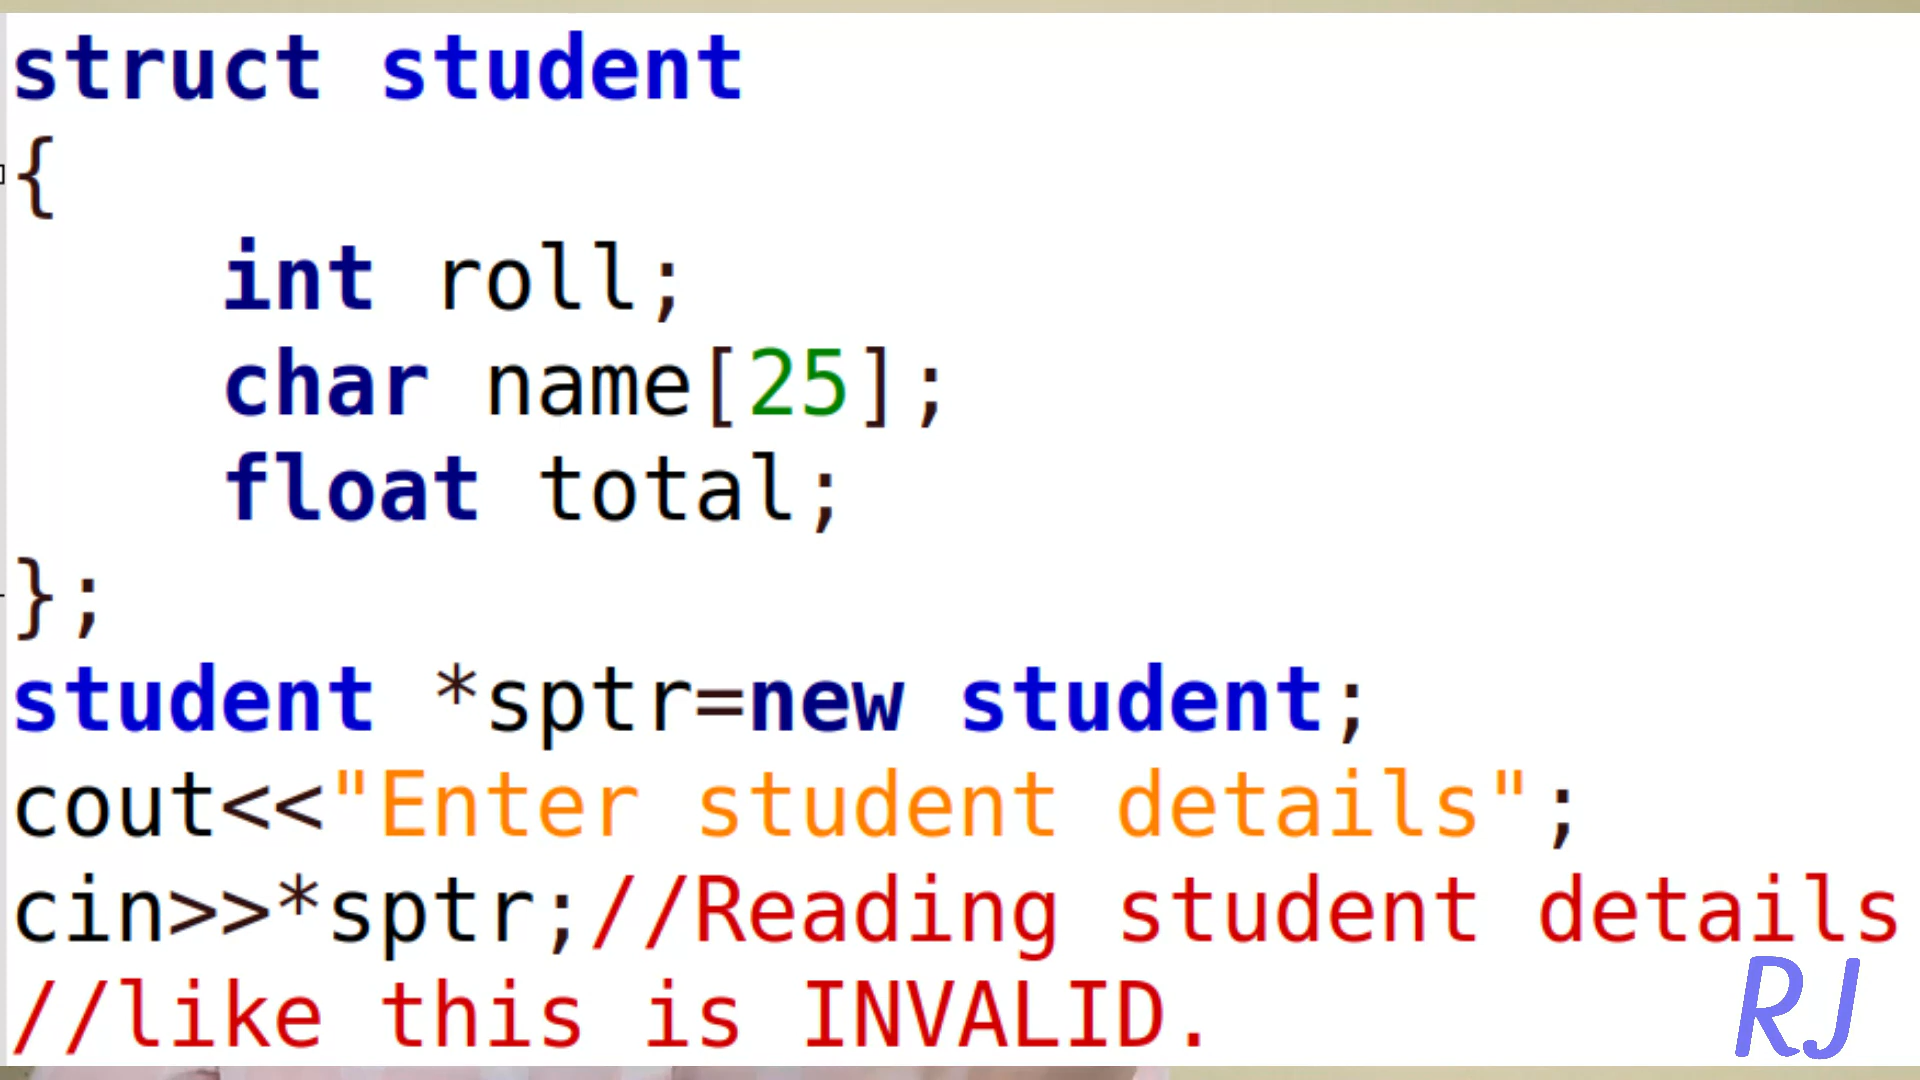 struct student
{
    int roll;
    char name[25];
    float total;
};
student *sptr=new student;
cout<<"Enter student details";
cin>>*sptr;//Reading student details
//like this is INVALID.
RJ